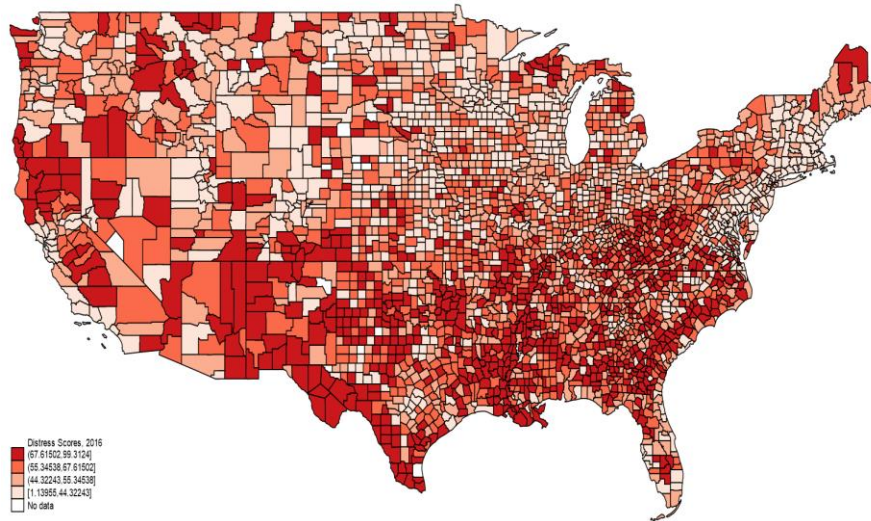 Distress Scores, 2016
(67.61502,99.3124]
(55.34538,67.61502]
(44.32243,55.34538]
[1.13955,44.32243]
No data